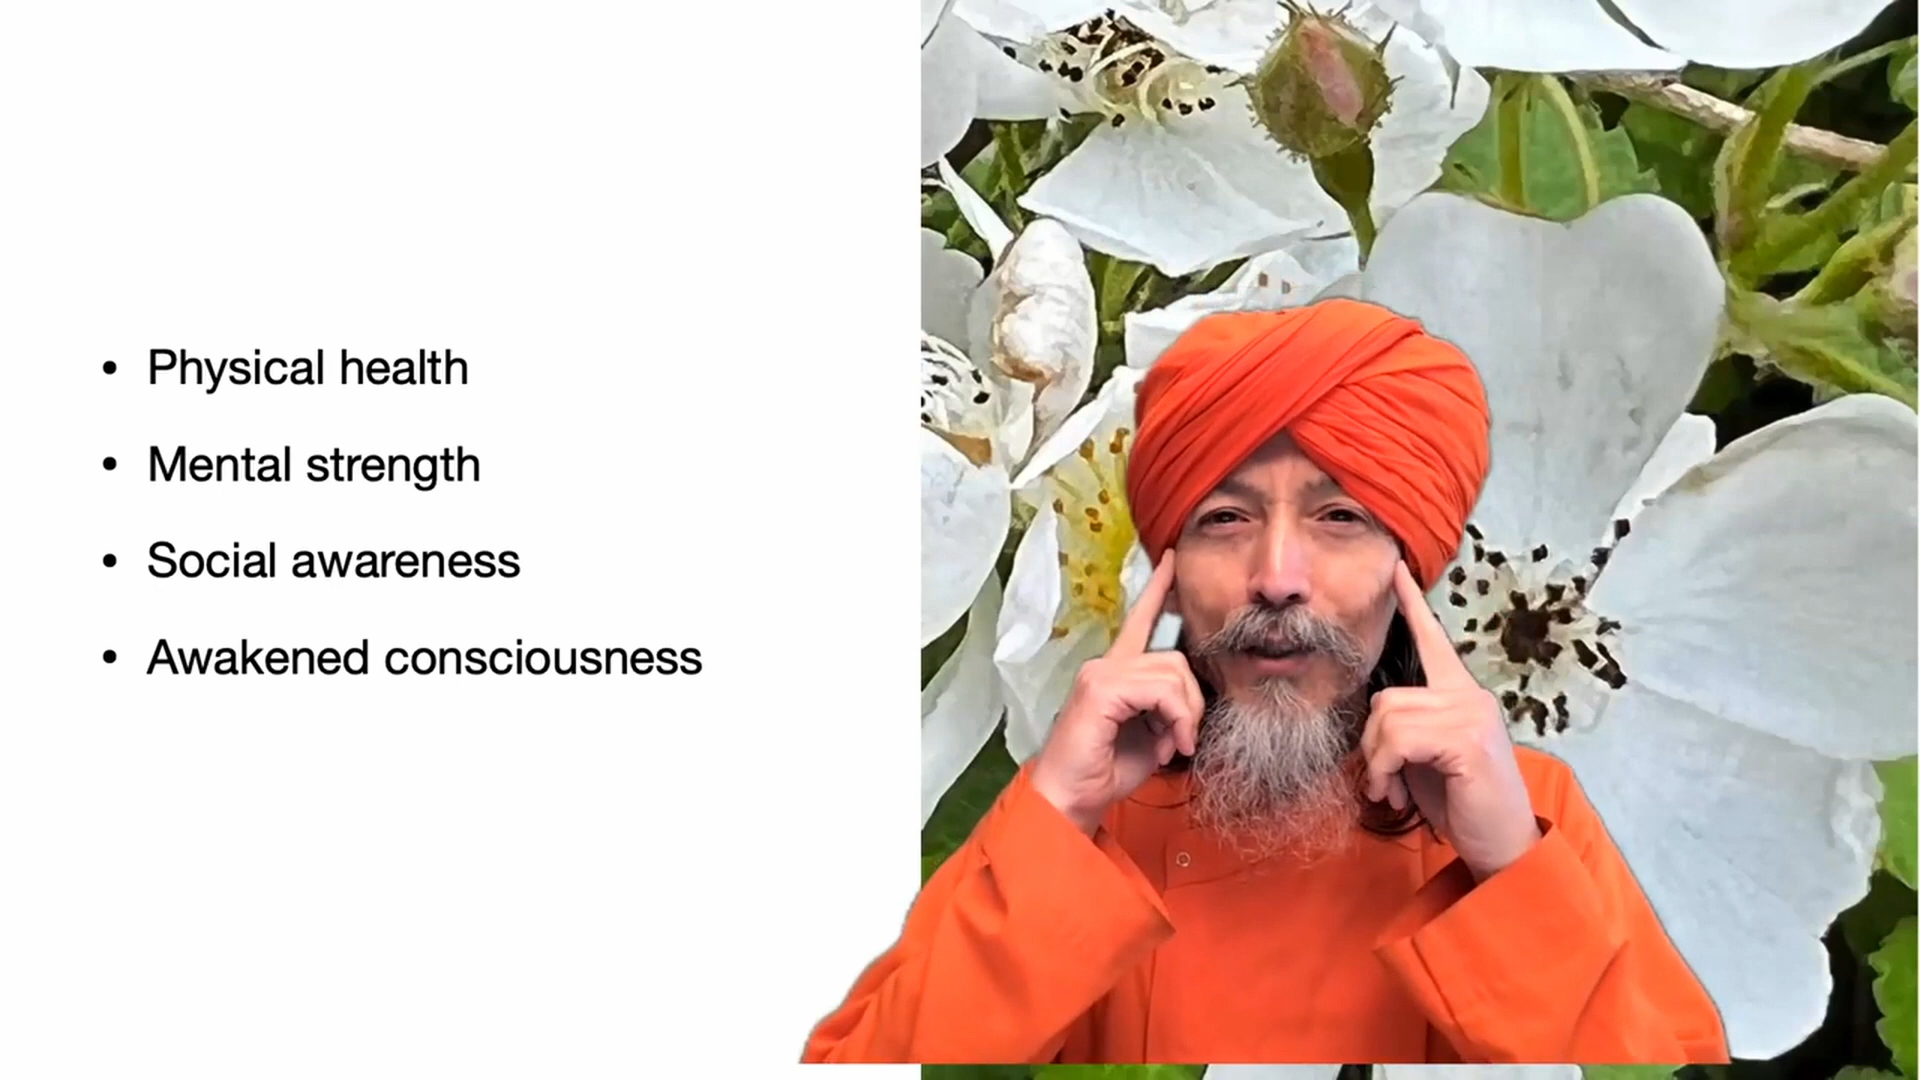 • Physical health
• Mental strength
• Social awareness
• Awakened consciousness